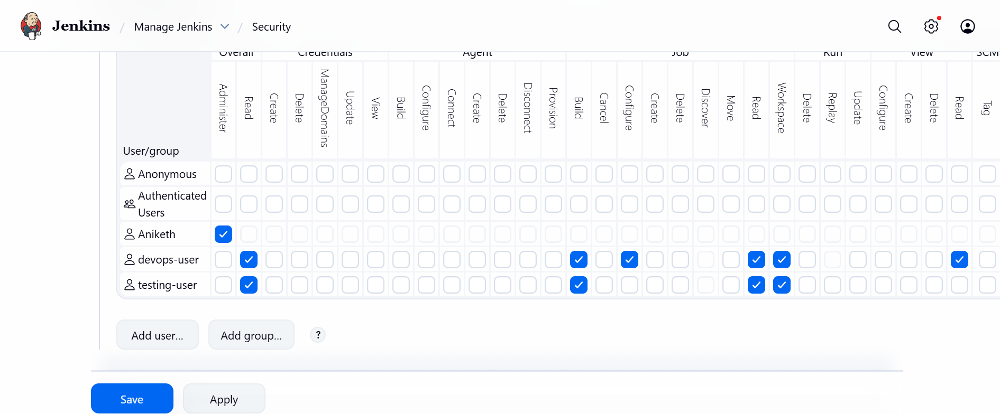 Jenkins / Manage Jenkins / Security
Overall Credentials Agent Job Run View SCM
User/group Administer Read Create Delete ManageDomains Update View Build Configure Connect Create Delete Disconnect Provision Build Cancel Configure Create Delete Discover Move Read Workspace Delete Replay Update Configure Create Delete Read Tag
Anonymous
Authenticated
Users
Aniketh
devops-user
testing-user
Add user... Add group... ?
Save Apply